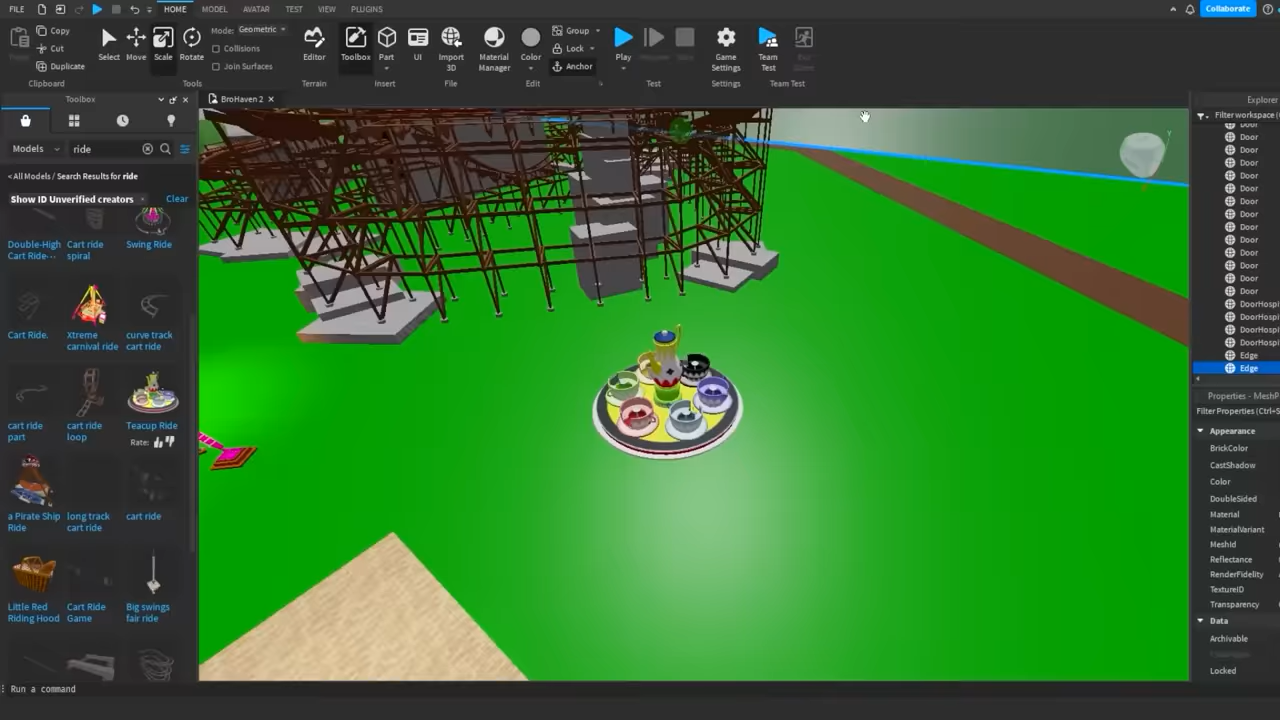 FILE HOME MODEL AVATAR TEST VIEW PLUGINS Collaborate
Copy
Cut
Duplicate
Clipboard
Select Move Scale Rotate
Mode: Geometric
Collisions
Join Surfaces
Tools
Editor
Terrain
Toolbox Part UI
Insert
Import
3D
File
Material
Manager
Color
Group
Lock
Anchor
Edit
Play
Test
Game
Settings
Settings
Team
Test
Team Test
Toolbox
BroHaven 2
Models ride
< All Models / Search Results for ride
Show ID Unverified creators
Clear
Double-High
Cart Ride---
Cart ride
spiral
Swing Ride
Cart Ride.
Xtreme
carnival ride
curve track
cart ride
cart ride
part
cart ride
loop
Teacup Ride
Rate:
a Pirate Ship
Ride
long track
cart ride
cart ride
Little Red
Riding Hood
Cart Ride
Game
Big swings
fair ride
Run a command
Y
Explorer
Filter workspace (
Door
Door
Door
Door
Door
Door
Door
Door
Door
Door
Door
Door
Door
Door
DoorHospi
DoorHospi
DoorHospi
DoorHospi
Edge
Edge
Properties - MeshP
Filter Properties (Ctrl+S
Appearance
BrickColor
CastShadow
Color
DoubleSided
Material
MaterialVariant
MeshId
Reflectance
RenderFidelity
TextureID
Transparency
Data
Archivable
Locked